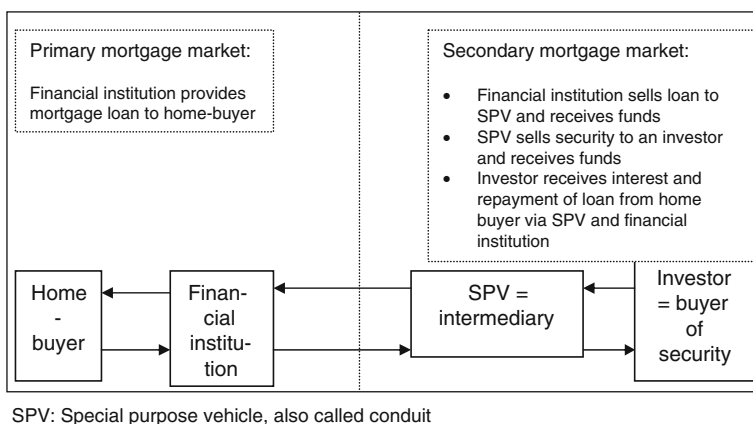 Primary mortgage market:
Financial institution provides
mortgage loan to home-buyer
Secondary mortgage market:
• Financial institution sells loan to
SPV and receives funds
• SPV sells security to an investor
and receives funds
• Investor receives interest and
repayment of loan from home
buyer via SPV and financial
institution
Home
-
buyer
Finan-
cial
institu-
tion
SPV =
intermediary
Investor
= buyer
of
security
SPV: Special purpose vehicle, also called conduit